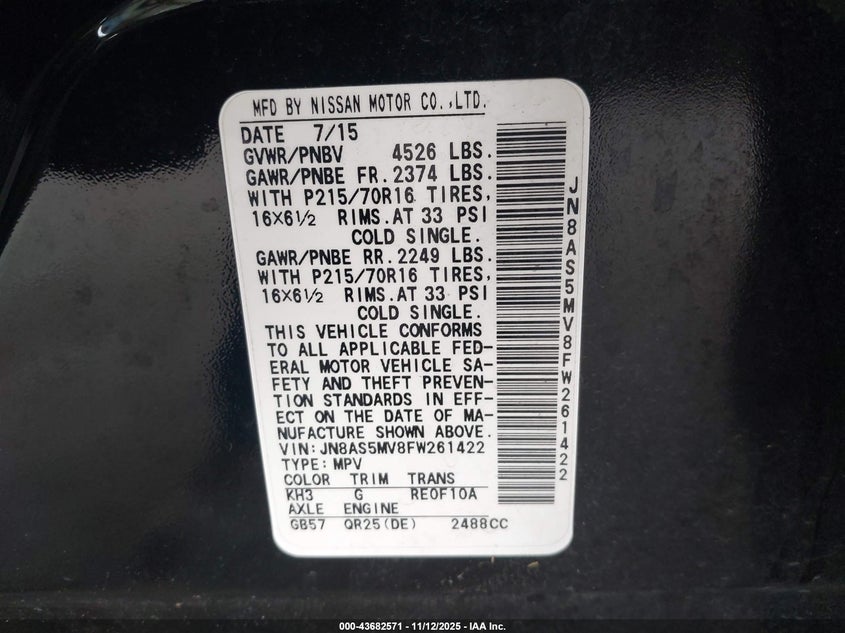 MFD BY NISSAN MOTOR CO.,LTD.
DATE 7/15
GVWR/PNBV 4526 LBS.
GAWR/PNBE FR.2374 LBS.
WITH P215/70R16 TIRES,
16X6½ RIMS.AT 33 PSI
COLD SINGLE.
GAWR/PNBE RR.2249 LBS.
WITH P215/70R16 TIRES,
16X6½ RIMS.AT 33 PSI
COLD SINGLE.
THIS VEHICLE CONFORMS
TO ALL APPLICABLE FED-
ERAL MOTOR VEHICLE SA-
FETY AND THEFT PREVEN-
TION STANDARDS IN EFF-
ECT ON THE DATE OF MA-
NUFACTURE SHOWN ABOVE.
VIN:JN8AS5MV8FW261422
TYPE:MPV
COLOR TRIM TRANS
KH3 G RE0F10A
AXLE ENGINE
GB57 QR25(DE) 2488CC
JN8AS5MV8FW261422
000-43682571 - 11/12/2025 - IAA Inc.